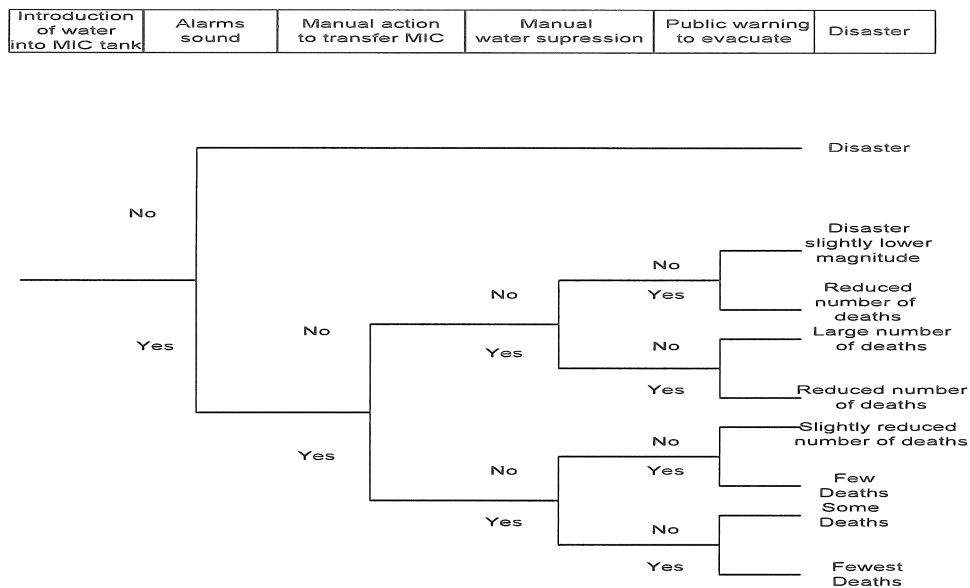 Introduction
of water
into MIC tank
Alarms
sound
Manual action
to transfer MIC
Manual
water supression
Public warning
to evacuate
Disaster
Disaster
No
Disaster
slightly lower
magnitude
No
No
Yes
Reduced
number of
deaths
No
Large number
of deaths
Yes
Yes
No
Yes
Reduced number
of deaths
Slightly reduced
number of deaths
No
Yes
No
Yes
Few
Deaths
Some
Deaths
Yes
No
Yes
Fewest
Deaths